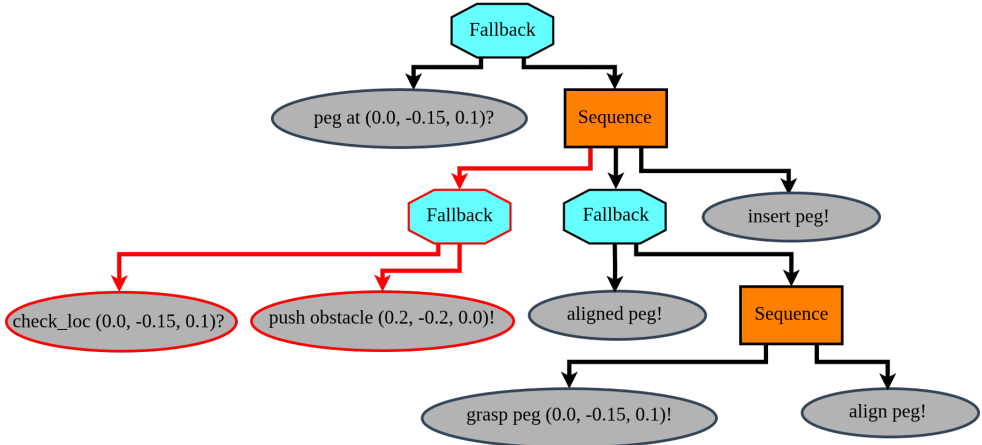 Fallback
peg at (0.0, -0.15, 0.1)?
Sequence
Fallback
Fallback
insert peg!
check_loc (0.0, -0.15, 0.1)?
push obstacle (0.2, -0.2, 0.0)!
aligned peg!
Sequence
grasp peg (0.0, -0.15, 0.1)!
align peg!